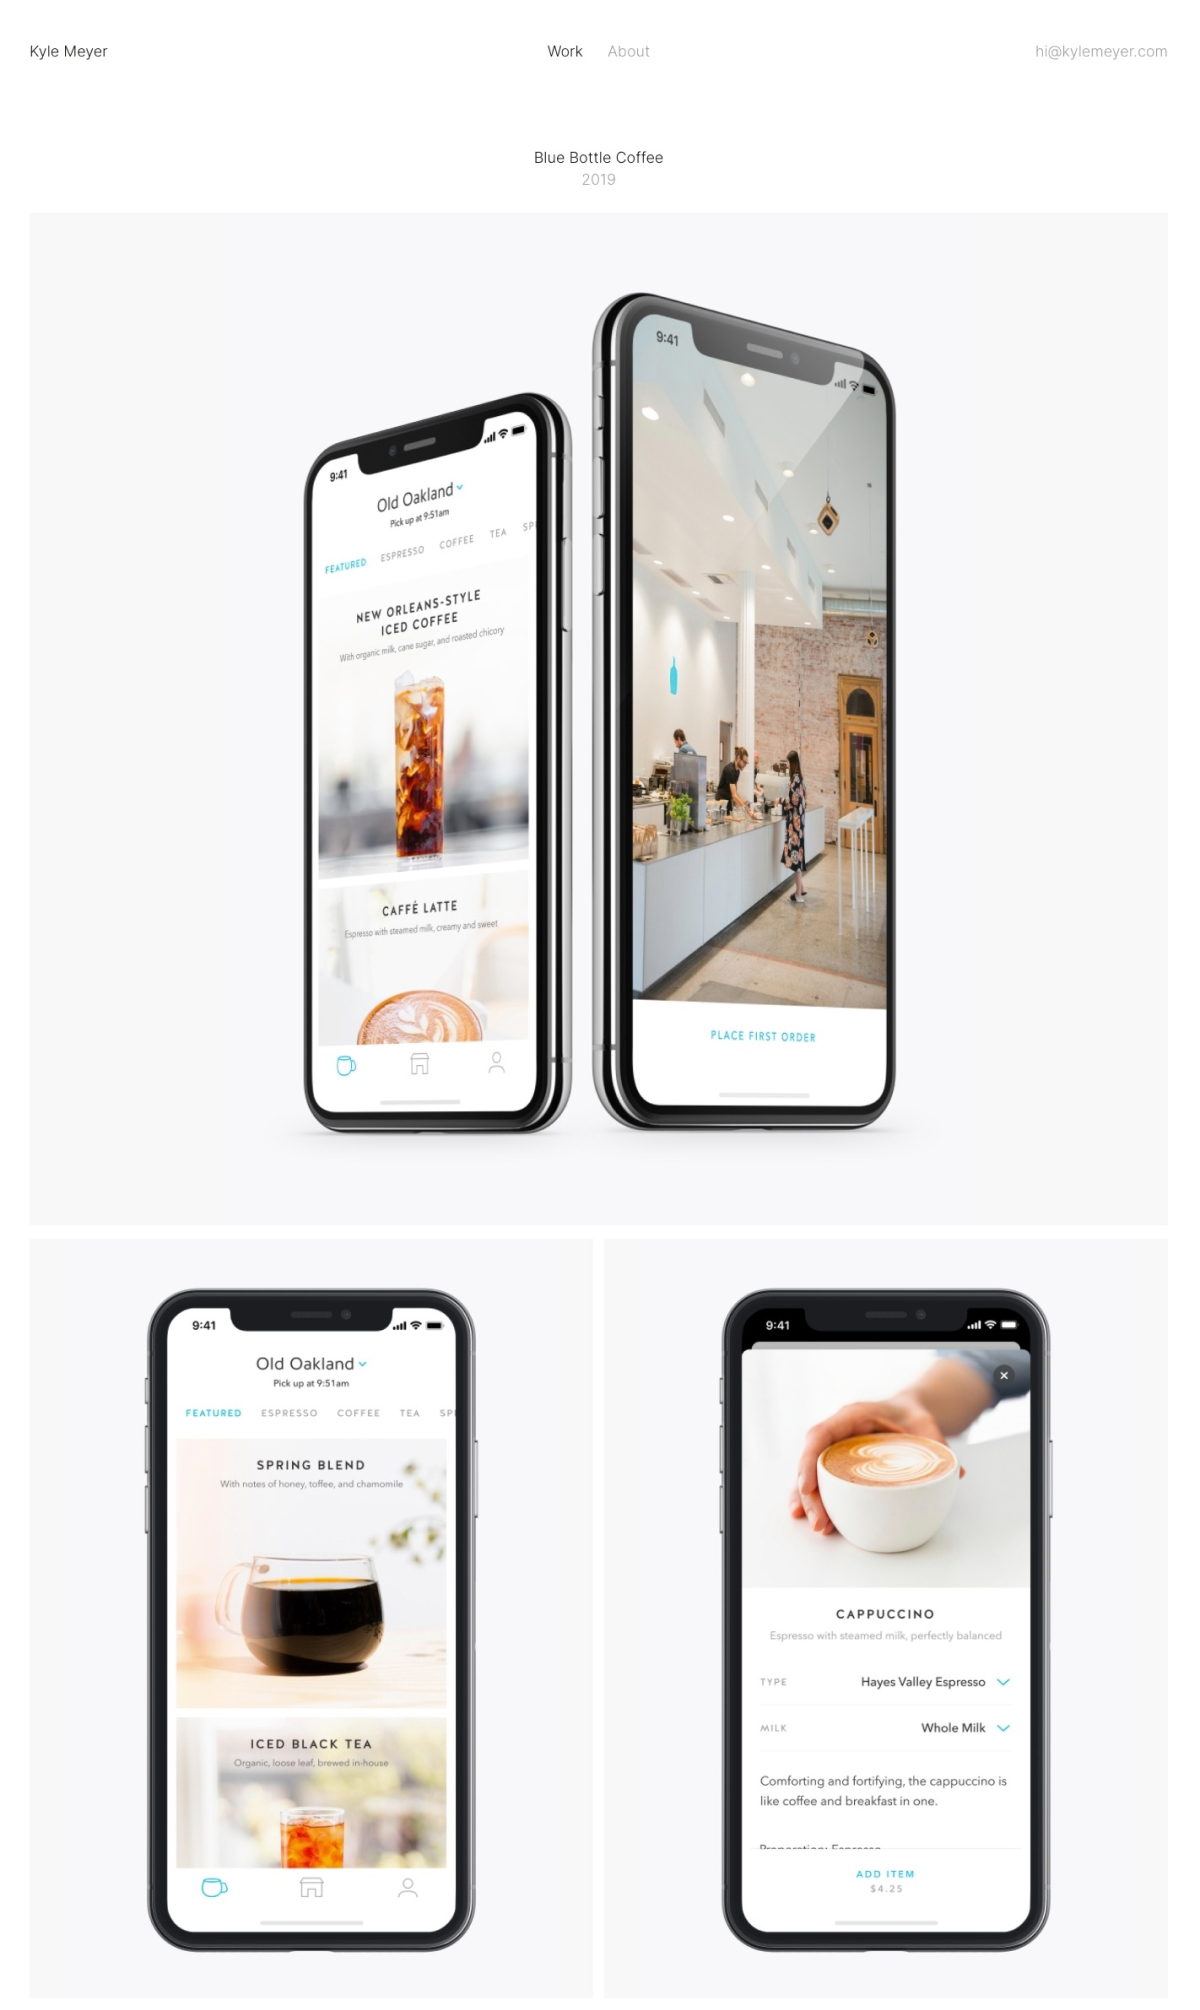 Kyle Meyer
Work
About
hi@kylemeyer.com
Blue Bottle Coffee
2019
9:41
Old Oakland
Pick up at 9:51am
FEATURED ESPRESSO COFFEE TEA
NEW ORLEANS-STYLE
ICED COFFEE
With organic milk, cane sugar, and roasted chicory
CAFFÉ LATTE
Espresso with steamed milk, creamy and sweet
9:41
PLACE FIRST ORDER
9:41
Old Oakland
Pick up at 9:51am
FEATURED ESPRESSO COFFEE TEA
SPRING BLEND
With notes of honey, toffee, and chamomile
ICED BLACK TEA
Organic, loose leaf, brewed in-house
9:41
CAPPUCCINO
Espresso with steamed milk, perfectly balanced
TYPE Hayes Valley Espresso
MILK Whole Milk
Comforting and fortifying, the cappuccino is
like coffee and breakfast in one.
Preparation: Espresso
ADD ITEM
$4.25